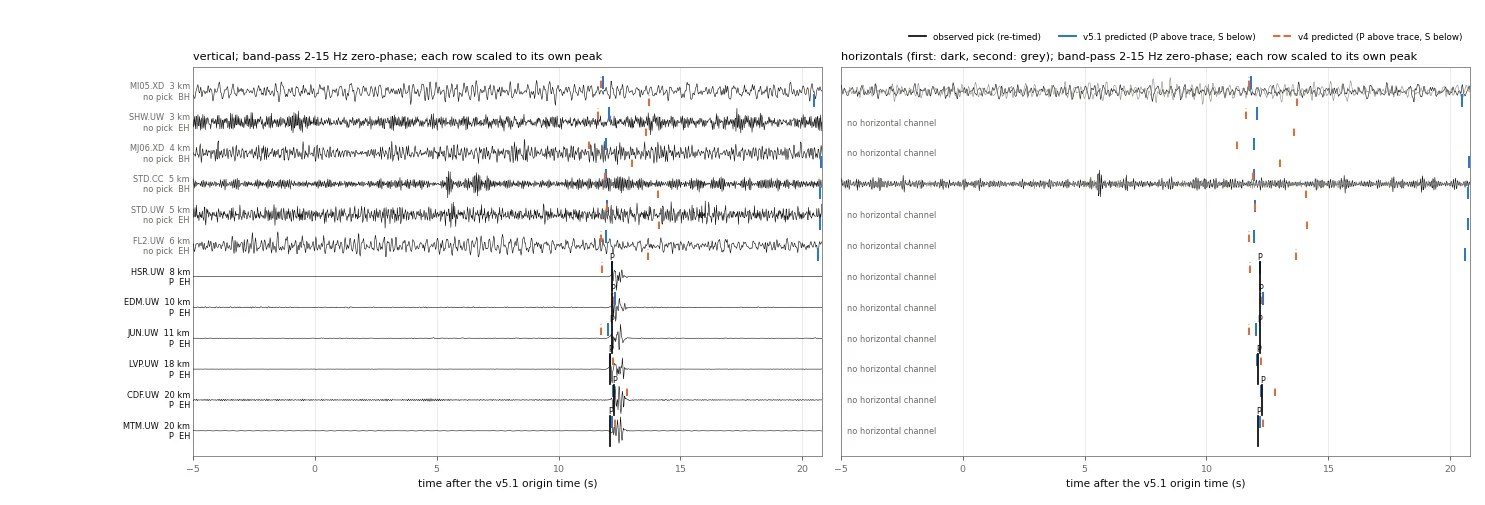 observed pick (re-timed)
v5.1 predicted (P above trace, S below)
v4 predicted (P above trace, S below)
vertical; band-pass 2-15 Hz zero-phase; each row scaled to its own peak
horizontals (first: dark, second: grey); band-pass 2-15 Hz zero-phase; each row scaled to its own peak
MI05.XD 3 km
no pick BH
SHW.UW 3 km
no pick EH
no horizontal channel
MJ06.XD 4 km
no pick BH
no horizontal channel
STD.CC 5 km
no pick BH
STD.UW 5 km
no pick EH
no horizontal channel
FL2.UW 6 km
no pick EH
no horizontal channel
P
P
HSR.UW 8 km
P EH
no horizontal channel
P
P
EDM.UW 10 km
P EH
no horizontal channel
P
P
JUN.UW 11 km
P EH
no horizontal channel
P
P
LVP.UW 18 km
P EH
no horizontal channel
P
P
CDF.UW 20 km
P EH
no horizontal channel
P
P
MTM.UW 20 km
P EH
no horizontal channel
−5 0 5 10 15 20
−5 0 5 10 15 20
time after the v5.1 origin time (s)
time after the v5.1 origin time (s)